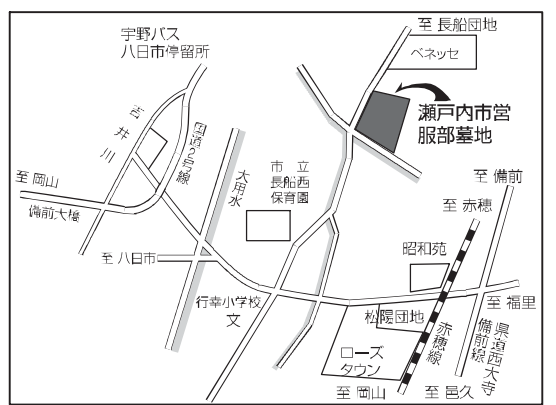 宇野バス
八日市停留所
至 長船団地
ベネッセ
瀬戸内市営
服部墓地
吉井川
国道2号線
大用水
市立
長船西
保育園
至 岡山
備前大橋
至 八日市
至 備前
至 赤穂
昭和苑
行幸小学校
文
松陽団地
至 福里
ローズ
タウン
赤穂線
県道西大寺
備前線
至 岡山
至 邑久